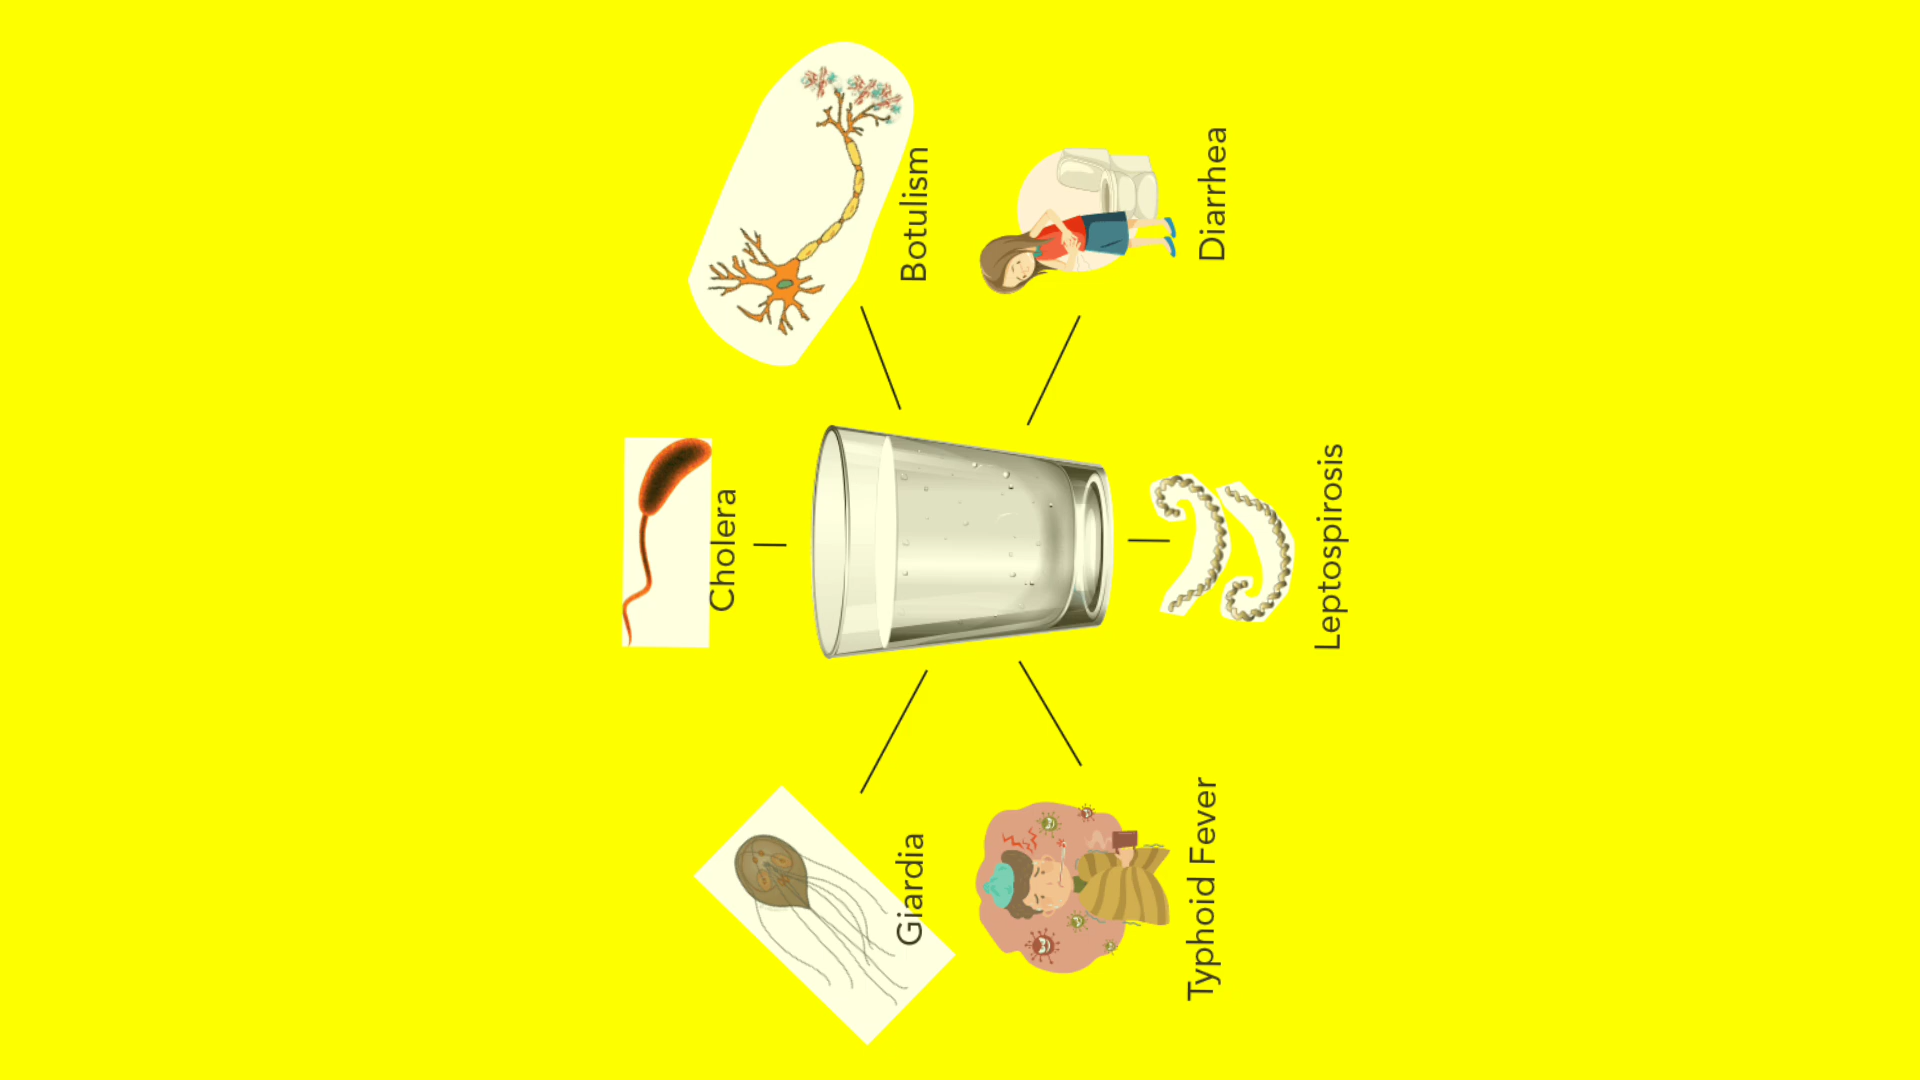 Cholera
Giardia
Botulism
Typhoid Fever
Diarrhea
Leptospirosis